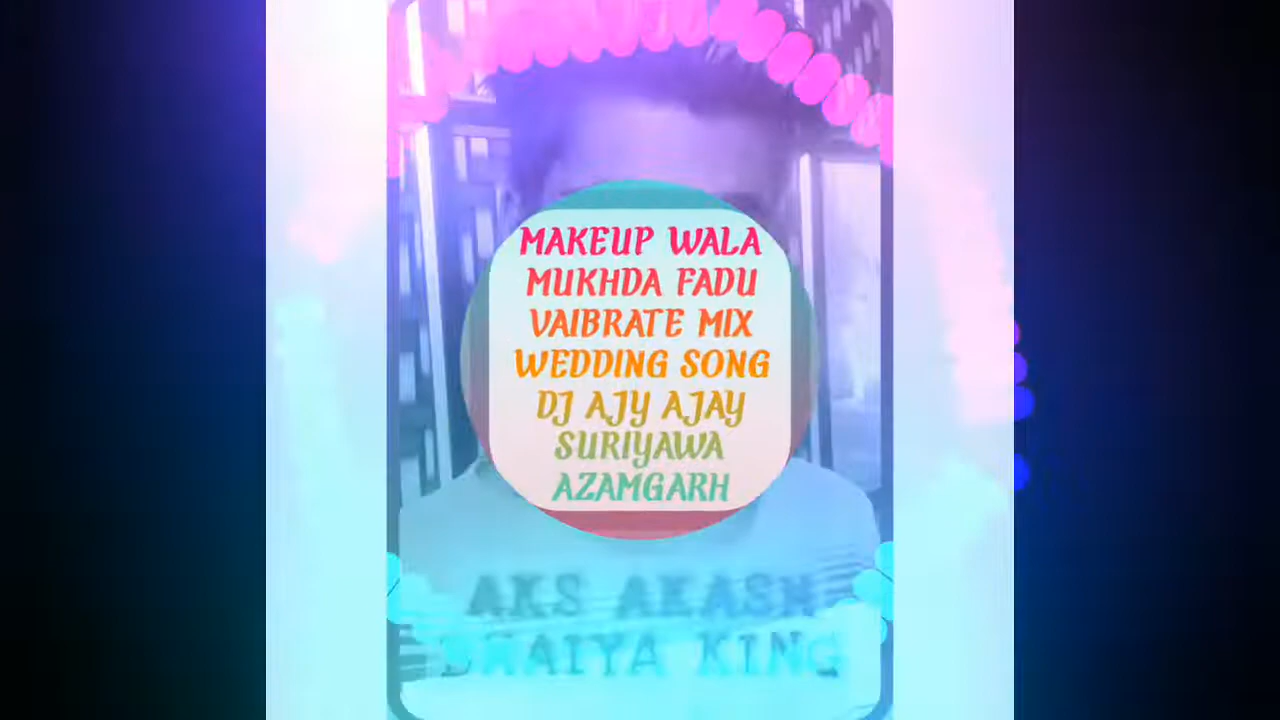 MAKEUP WALA
MUKHDA FADU
VAIBRATE MIX
WEDDING SONG
DJ AJY AJAY
SURIYAWA
AZAMGARH
AKS AKASH
BHAIYA KING